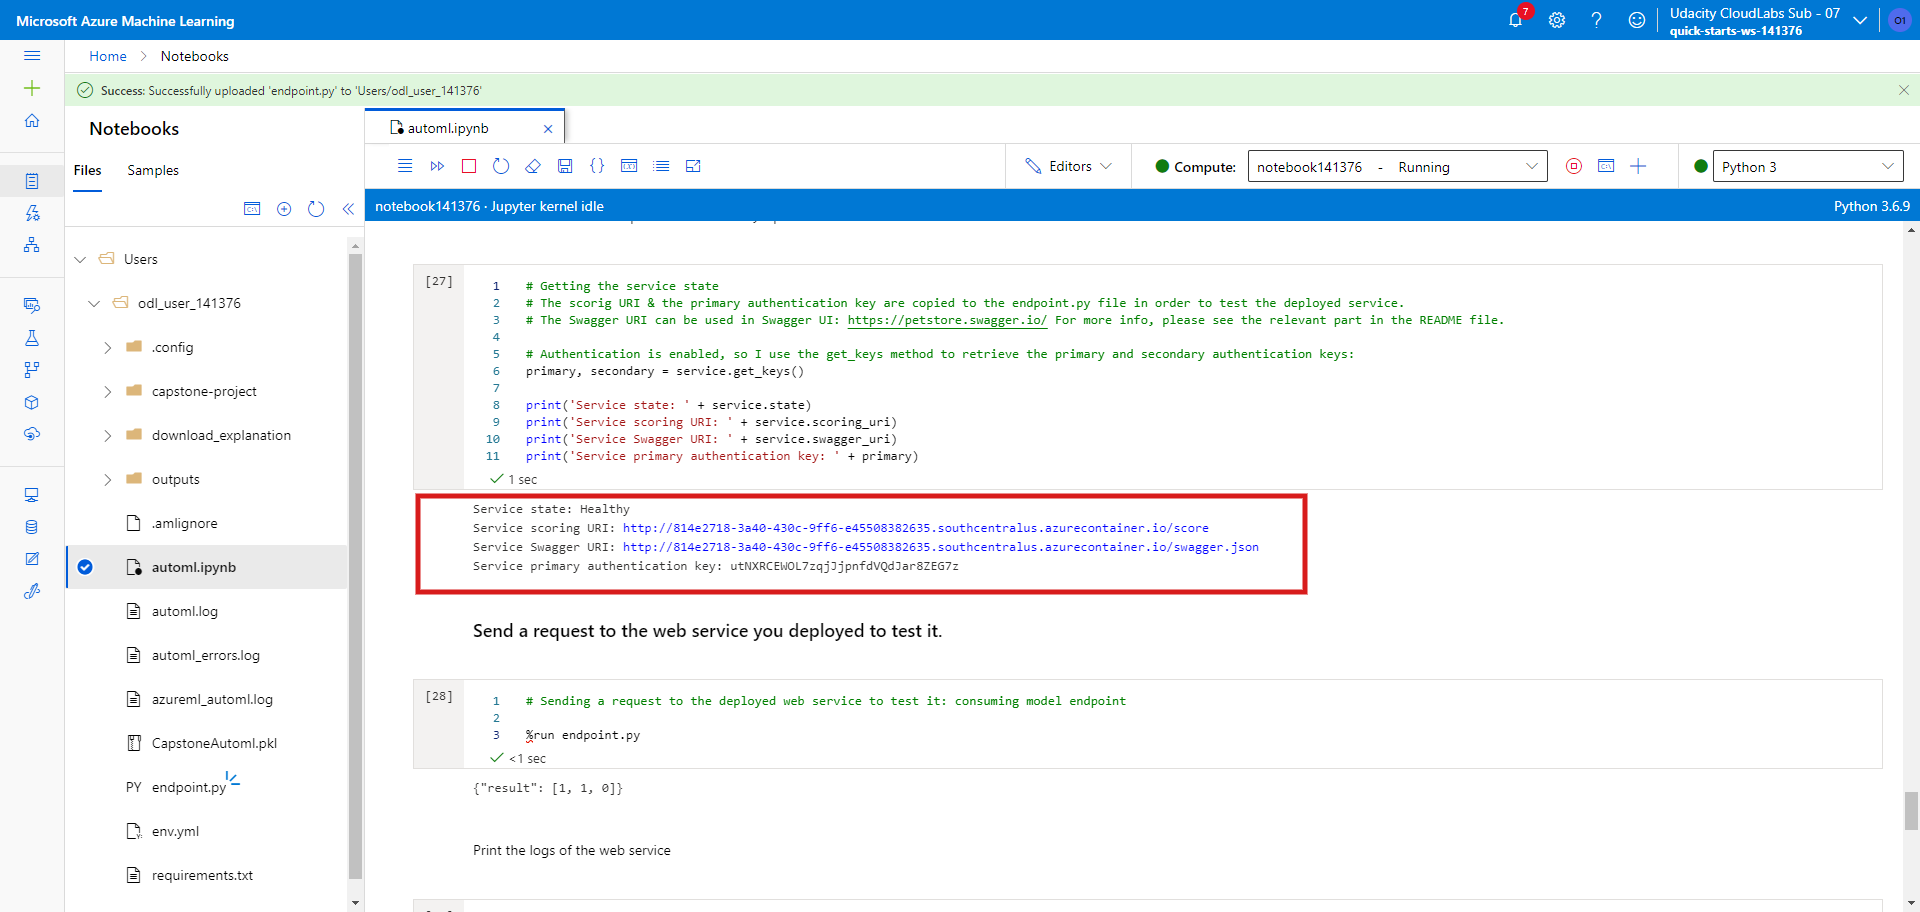 Microsoft Azure Machine Learning
7
Udacity CloudLabs Sub - 07
quick-starts-ws-141376
O1
Home > Notebooks
Success: Successfully uploaded 'endpoint.py' to 'Users/odl_user_141376'
Notebooks
Files
Samples
Users
odl_user_141376
.config
capstone-project
download_explanation
outputs
.amlignore
automl.ipynb
automl.log
automl_errors.log
azureml_automl.log
CapstoneAutoml.pkl
PY endpoint.py
env.yml
requirements.txt
automl.ipynb
Editors
Compute:
notebook141376 - Running
Python 3
notebook141376 · Jupyter kernel idle
Python 3.6.9
[27]
1 # Getting the service state
2 # The scorig URI & the primary authentication key are copied to the endpoint.py file in order to test the deployed service.
3 # The Swagger URI can be used in Swagger UI: https://petstore.swagger.io/ For more info, please see the relevant part in the README file.
4
5 # Authentication is enabled, so I use the get_keys method to retrieve the primary and secondary authentication keys:
6 primary, secondary = service.get_keys()
7
8 print('Service state: ' + service.state)
9 print('Service scoring URI: ' + service.scoring_uri)
10 print('Service Swagger URI: ' + service.swagger_uri)
11 print('Service primary authentication key: ' + primary)
1 sec
Service state: Healthy
Service scoring URI: http://814e2718-3a40-430c-9ff6-e45508382635.southcentralus.azurecontainer.io/score
Service Swagger URI: http://814e2718-3a40-430c-9ff6-e45508382635.southcentralus.azurecontainer.io/swagger.json
Service primary authentication key: utNXRCEWOL7zqjJjpnfdVQdJar8ZEG7z
Send a request to the web service you deployed to test it.
[28]
1 # Sending a request to the deployed web service to test it: consuming model endpoint
2
3 %run endpoint.py
<1 sec
{"result": [1, 1, 0]}
Print the logs of the web service